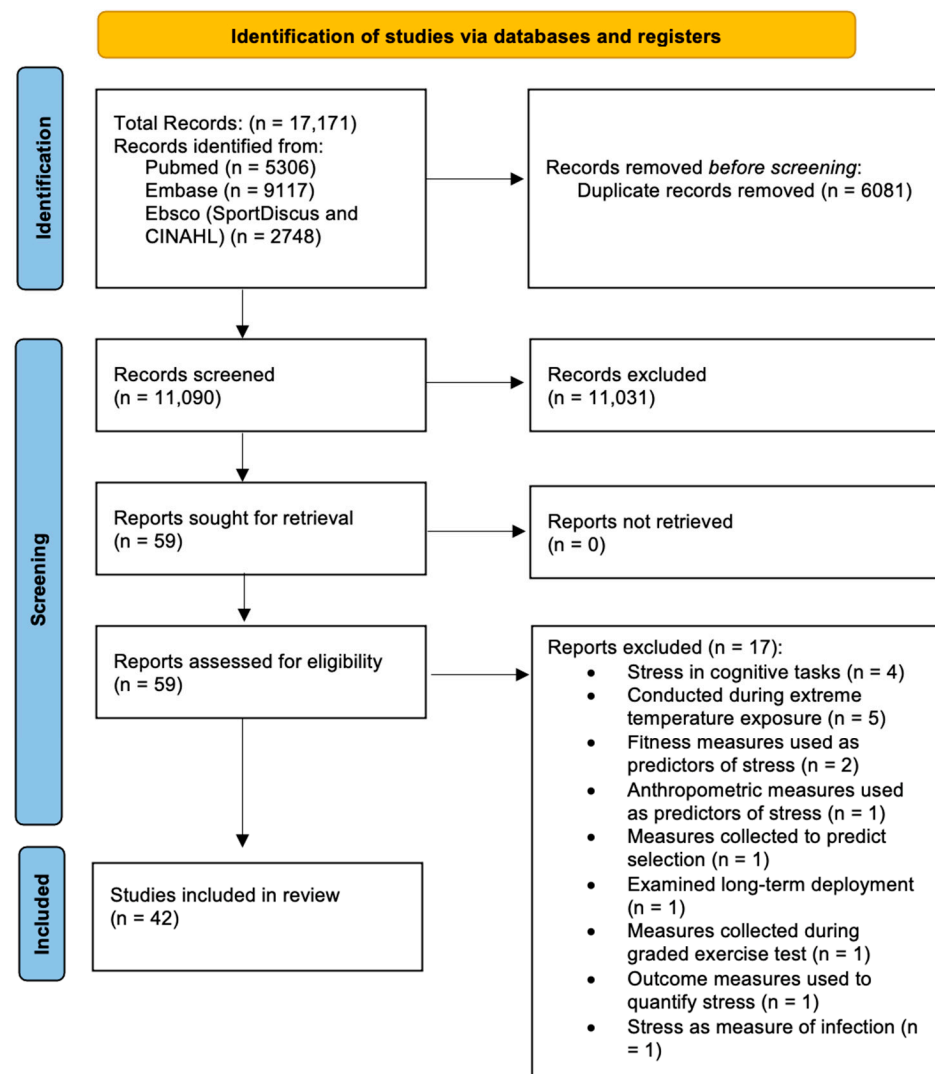 Identification of studies via databases and registers
Identification
Total Records: (n = 17,171)
Records identified from:
Pubmed (n = 5306)
Embase (n = 9117)
Ebsco (SportDiscus and
CINAHL) (n = 2748)
Records removed before screening:
Duplicate records removed (n = 6081)
Screening
Records screened
(n = 11,090)
Records excluded
(n = 11,031)
Reports sought for retrieval
(n = 59)
Reports not retrieved
(n = 0)
Reports assessed for eligibility
(n = 59)
Reports excluded (n = 17):
• Stress in cognitive tasks (n = 4)
• Conducted during extreme
temperature exposure (n = 5)
• Fitness measures used as
predictors of stress (n = 2)
• Anthropometric measures used
as predictors of stress (n = 1)
• Measures collected to predict
selection (n = 1)
• Examined long-term deployment
(n = 1)
• Measures collected during
graded exercise test (n = 1)
• Outcome measures used to
quantify stress (n = 1)
• Stress as measure of infection (n
= 1)
Included
Studies included in review
(n = 42)